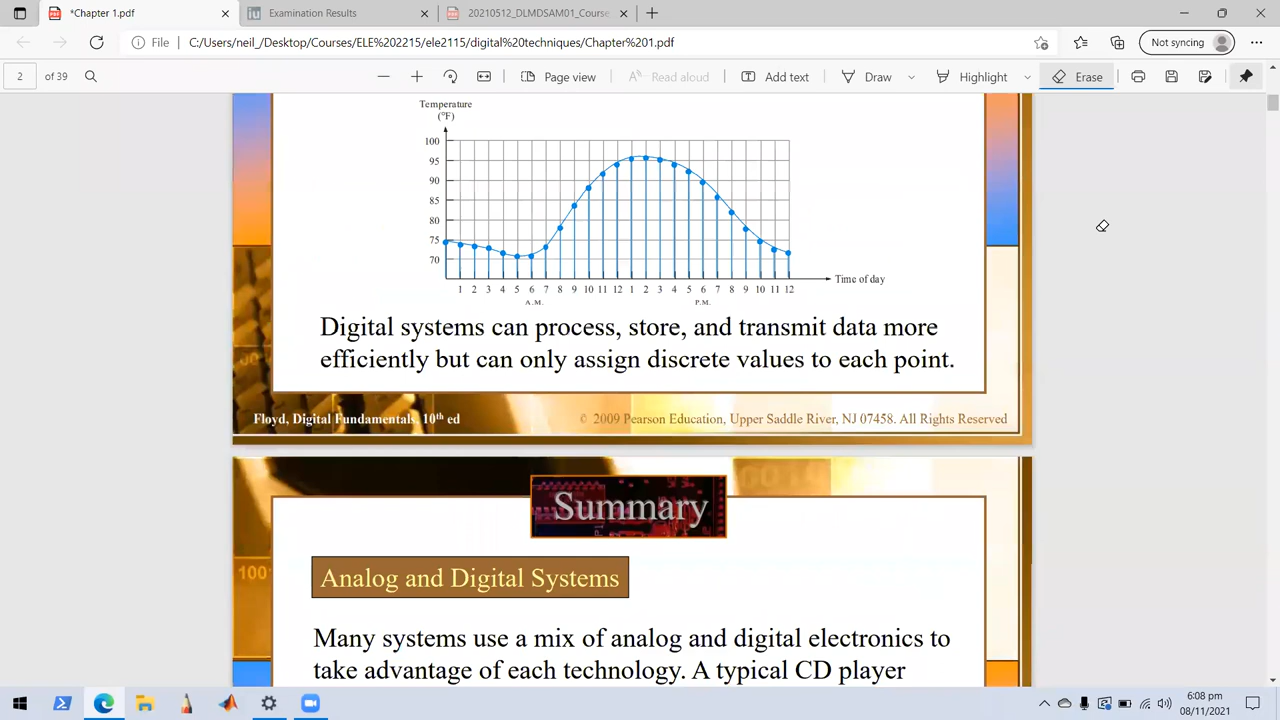 *Chapter 1.pdf
Examination Results
20210512_DLMDSAM01_Course
File C:/Users/neil_/Desktop/Courses/ELE%202215/ele2115/digital%20techniques/Chapter%201.pdf
Not syncing
2 of 39
Page view
Read aloud
Add text
Draw
Highlight
Erase
Temperature
(°F)
100
95
90
85
80
75
70
Time of day
1 2 3 4 5 6 7 8 9 10 11 12 1 2 3 4 5 6 7 8 9 10 11 12
A.M. P.M.
Digital systems can process, store, and transmit data more
efficiently but can only assign discrete values to each point.
Floyd, Digital Fundamentals, 10th ed
© 2009 Pearson Education, Upper Saddle River, NJ 07458. All Rights Reserved
Summary
Analog and Digital Systems
100
Many systems use a mix of analog and digital electronics to
take advantage of each technology. A typical CD player
6:08 pm
08/11/2021